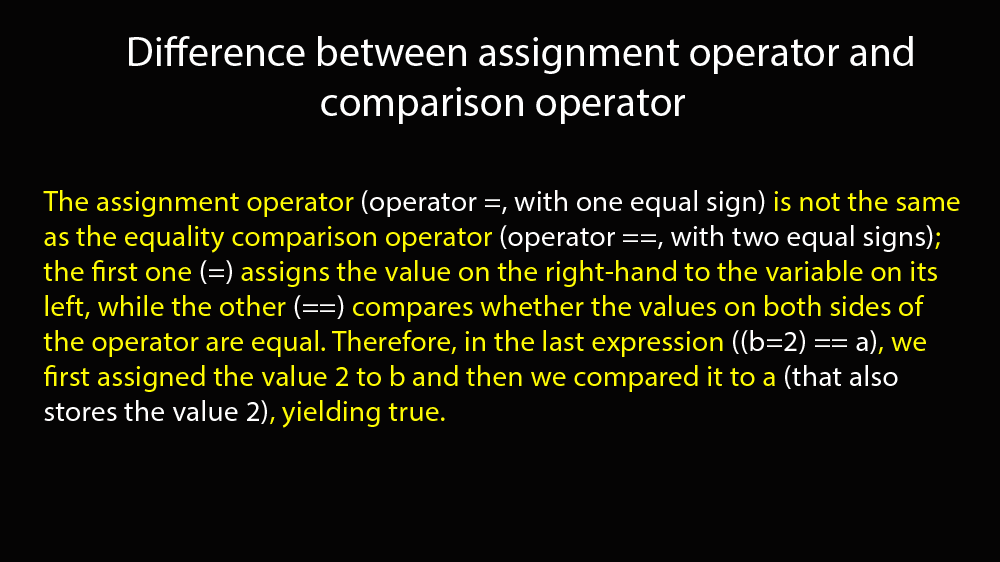 Difference between assignment operator and
comparison operator
The assignment operator (operator =, with one equal sign) is not the same
as the equality comparison operator (operator ==, with two equal signs);
the first one (=) assigns the value on the right-hand to the variable on its
left, while the other (==) compares whether the values on both sides of
the operator are equal. Therefore, in the last expression ((b=2) == a), we
first assigned the value 2 to b and then we compared it to a (that also
stores the value 2), yielding true.